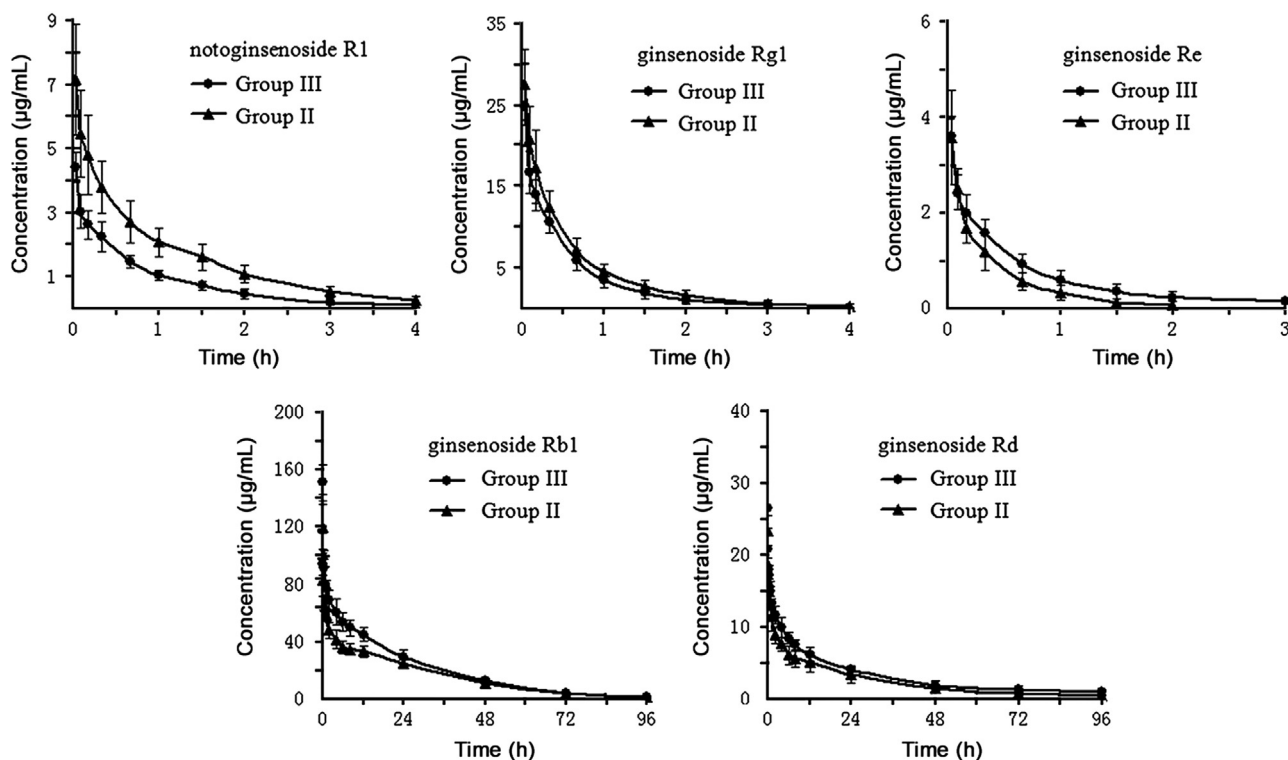 notoginsenoside R1
Group III
Group II
Concentration (µg/mL)
9
7
5
3
1
0 1 2 3 4
Time (h)
ginsenoside Rg1
Group III
Group II
Concentration (µg/mL)
35
25
15
5
0 1 2 3 4
Time (h)
ginsenoside Re
Group III
Group II
Concentration (µg/mL)
6
4
2
0
0 1 2 3
Time (h)
ginsenoside Rb1
Group III
Group II
Concentration (µg/mL)
200
160
120
80
40
0
0 24 48 72 96
Time (h)
ginsenoside Rd
Group III
Group II
Concentration (µg/mL)
40
30
20
10
0
0 24 48 72 96
Time (h)